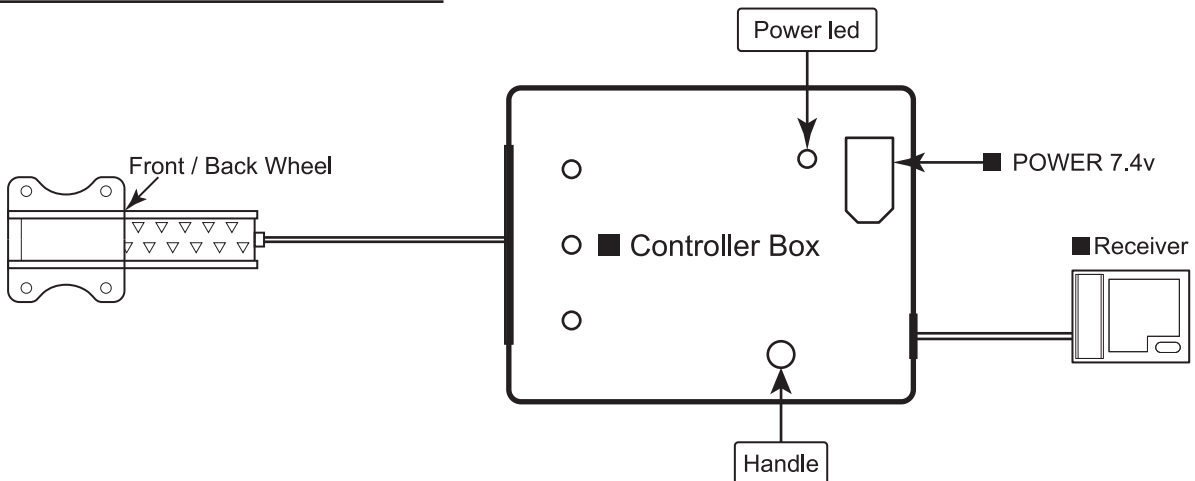 Power led
Front / Back Wheel
■ POWER 7.4v
■ Controller Box
■ Receiver
Handle